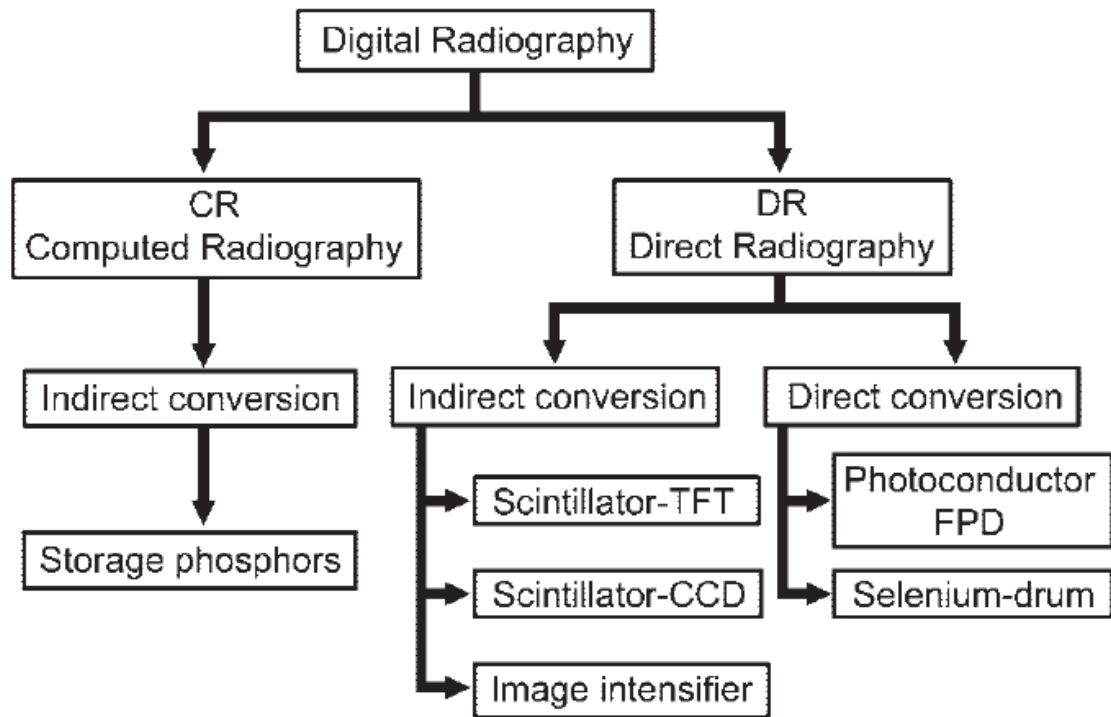 Digital Radiography
CR
Computed Radiography
DR
Direct Radiography
Indirect conversion
Indirect conversion
Direct conversion
Storage phosphors
Scintillator-TFT
Scintillator-CCD
Image intensifier
Photoconductor
FPD
Selenium-drum